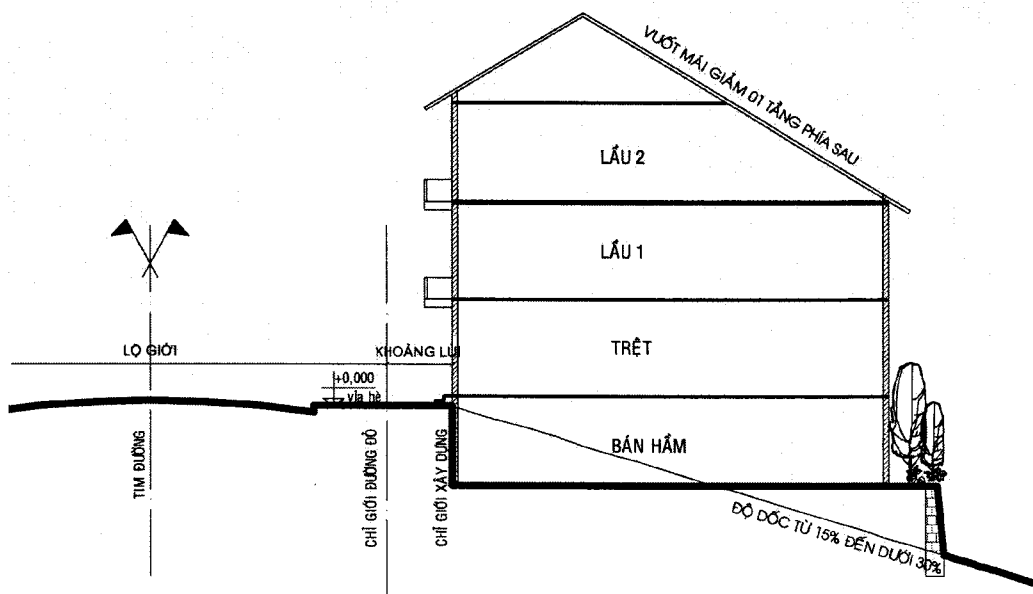 VUỐT MÁI GIẢM 01 TẦNG PHÍA SAU
LẦU 2
LẦU 1
LỘ GIỚI
KHOẢNG LÙI
TRỆT
+0,000
vỉa hè
BÁN HẦM
TIM ĐƯỜNG
CHỈ GIỚI ĐƯỜNG ĐỎ
CHỈ GIỚI XÂY DỰNG
ĐỘ DỐC TỪ 15% ĐẾN DƯỚI 30%